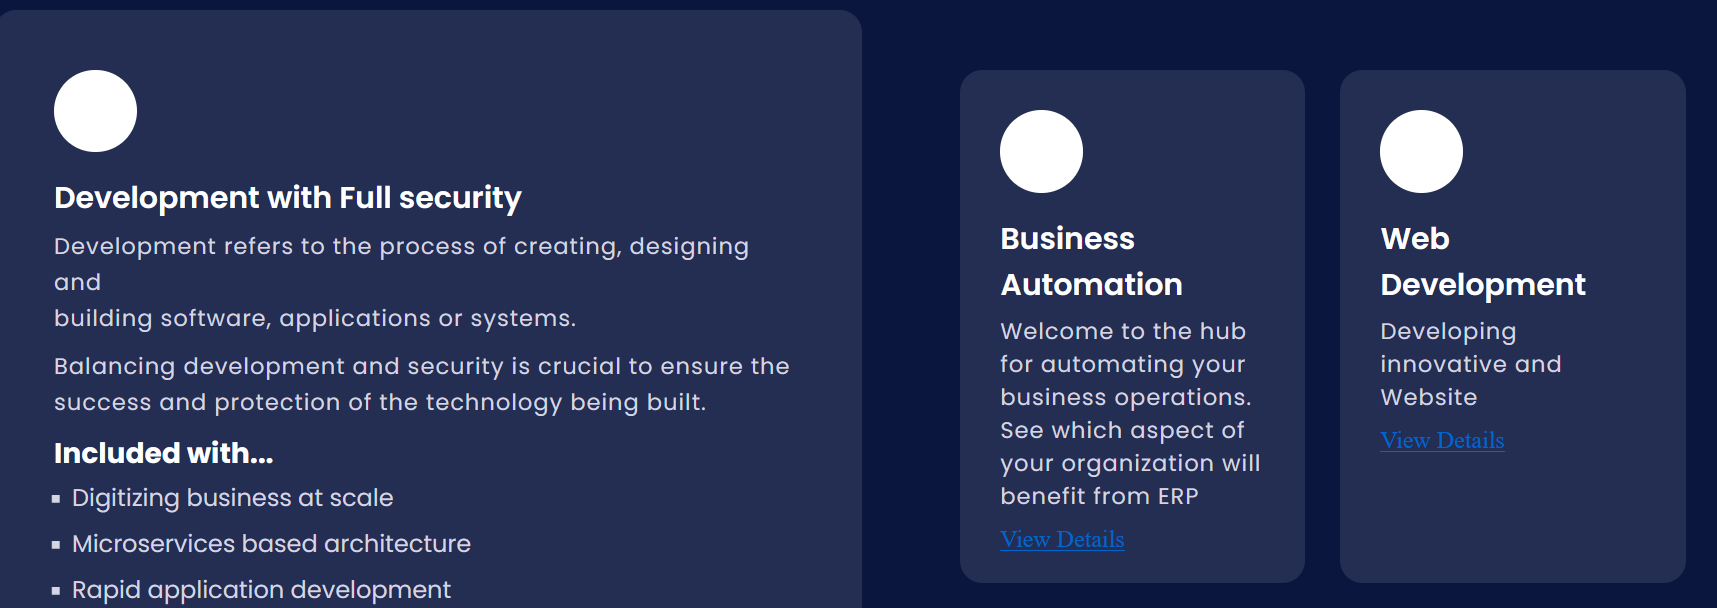 Development with Full security
Development refers to the process of creating, designing
and
building software, applications or systems.
Balancing development and security is crucial to ensure the
success and protection of the technology being built.
Included with...
Digitizing business at scale
Microservices based architecture
Rapid application development
Business
Automation
Welcome to the hub
for automating your
business operations.
See which aspect of
your organization will
benefit from ERP
View Details
Web
Development
Developing
innovative and
Website
View Details